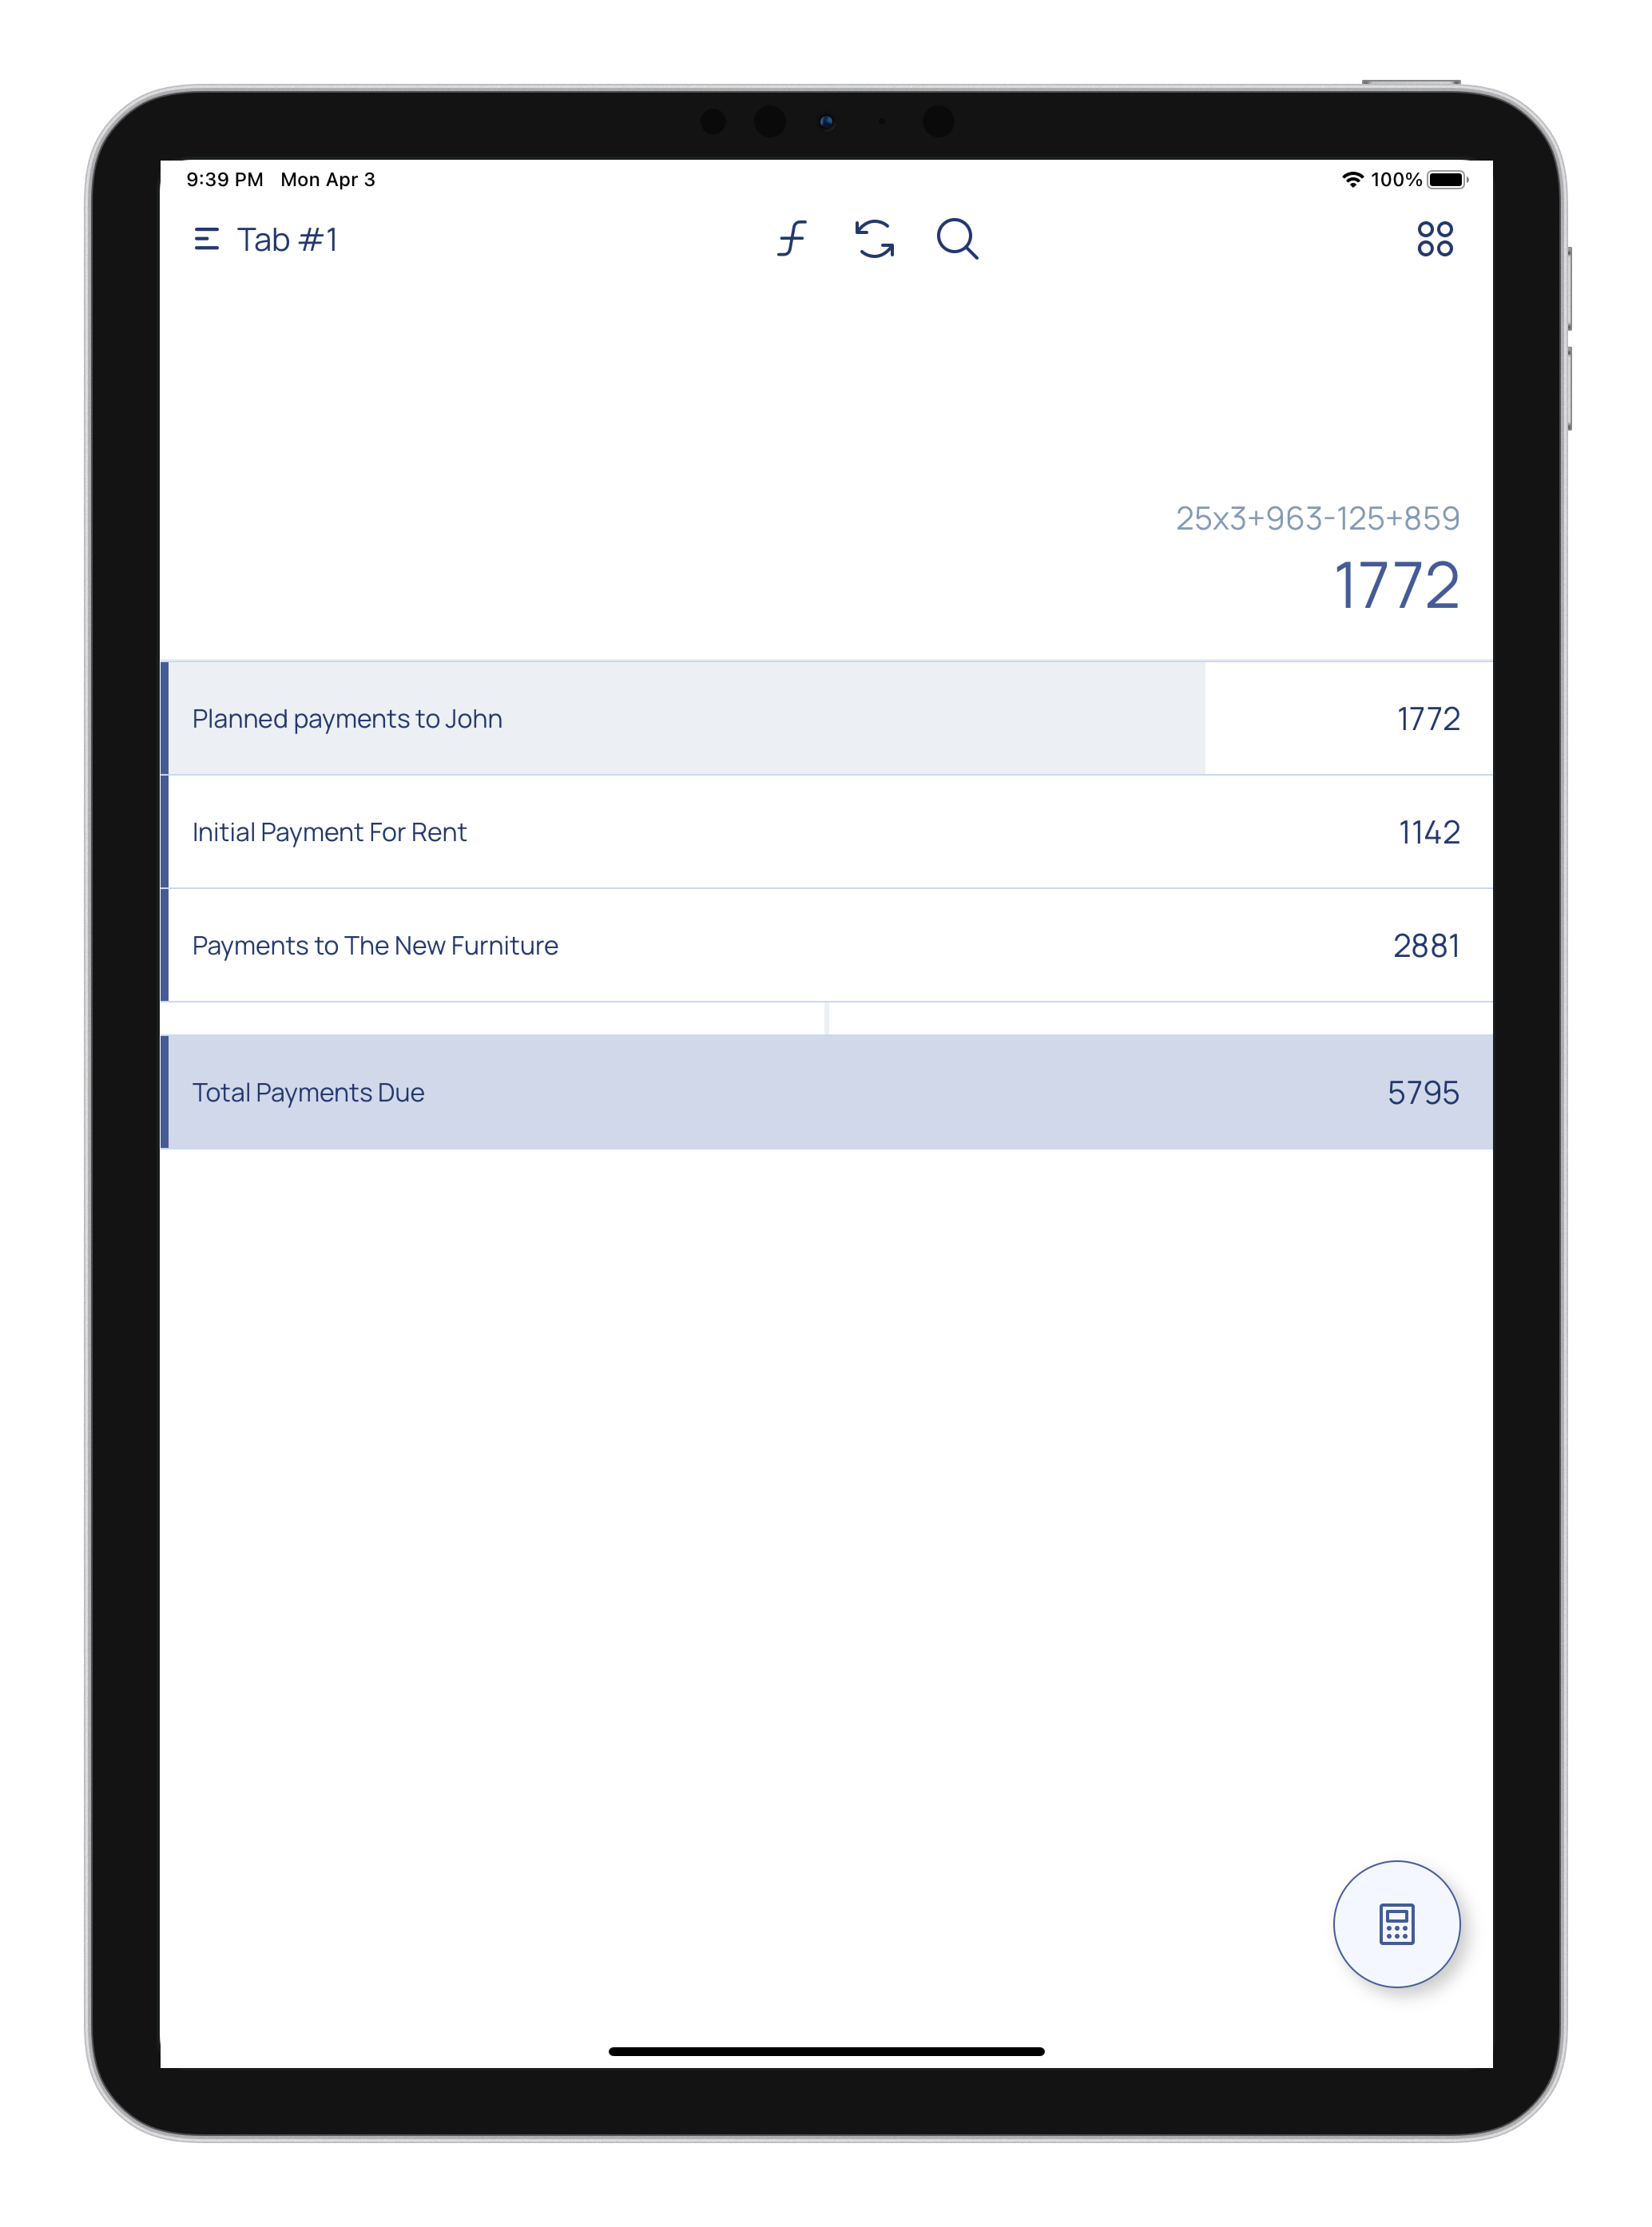 9:39 PM Mon Apr 3 100%
Tab #1
25x3+963-125+859
1772
Planned payments to John 1772
Initial Payment For Rent 1142
Payments to The New Furniture 2881
Total Payments Due 5795